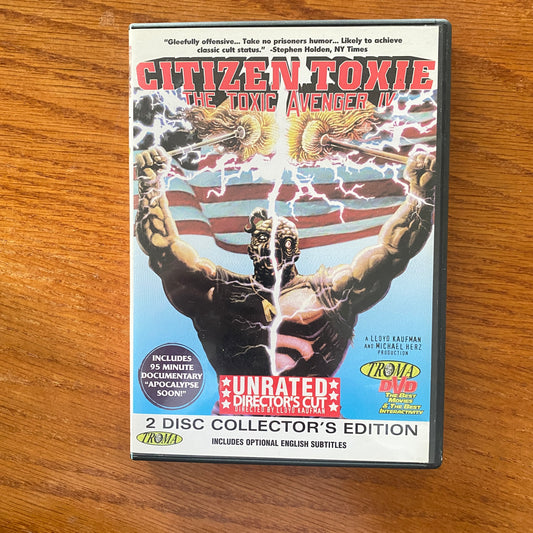 "Gleefully offensive... Take no prisoners humor... Likely to achieve
classic cult status." -Stephen Holden, NY Times
CITIZEN TOXIE
THE TOXIC AVENGER IV
A LLOYD KAUFMAN
AND MICHAEL HERZ
PRODUCTION
INCLUDES
95 MINUTE
DOCUMENTARY
"APOCALYPSE
SOON!"
TROMA
DVD
THE BEST
MOVIES
& THE BEST
INTERACTIVITY
UNRATED
DIRECTOR'S CUT
DIRECTED BY LLOYD KAUFMAN
2 DISC COLLECTOR'S EDITION
TROMA
INCLUDES OPTIONAL ENGLISH SUBTITLES